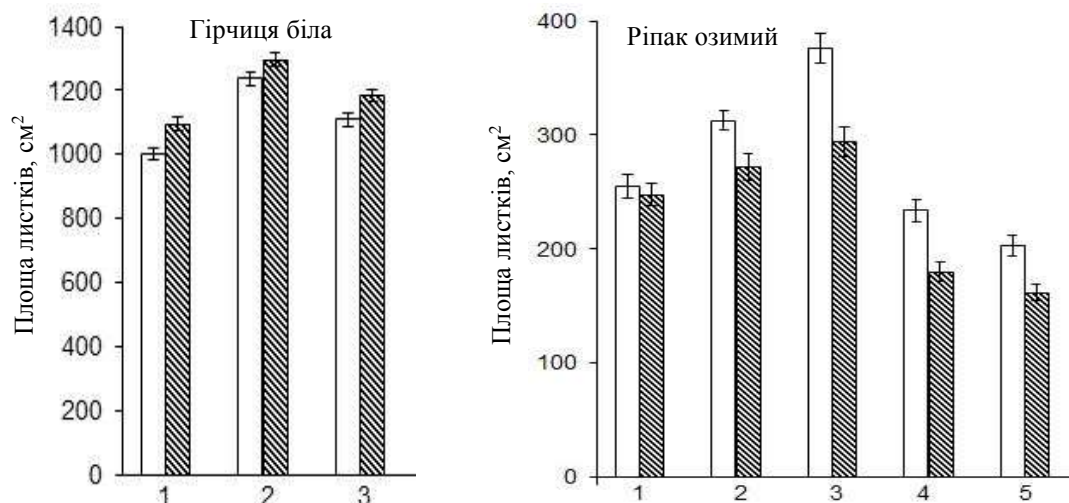 Гірчиця біла
Площа листків, см²
1400
1200
1000
800
600
400
200
0
1 2 3
Ріпак озимий
Площа листків, см²
400
300
200
100
0
1 2 3 4 5